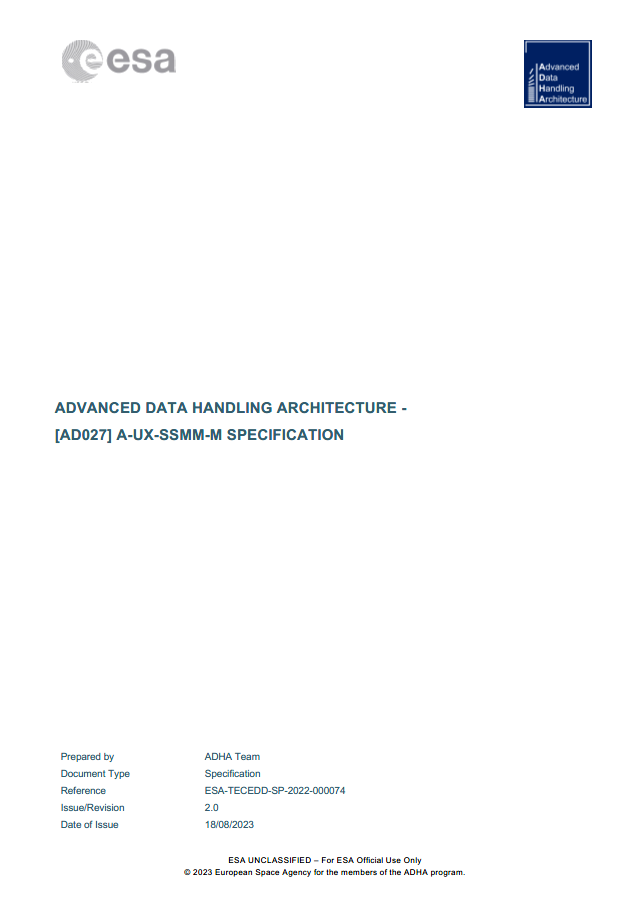 esa
Advanced
Data
Handling
Architecture
ADVANCED DATA HANDLING ARCHITECTURE -
[AD027] A-UX-SSMM-M SPECIFICATION
Prepared by ADHA Team
Document Type Specification
Reference ESA-TECEDD-SP-2022-000074
Issue/Revision 2.0
Date of Issue 18/08/2023
ESA UNCLASSIFIED – For ESA Official Use Only
© 2023 European Space Agency for the members of the ADHA program.